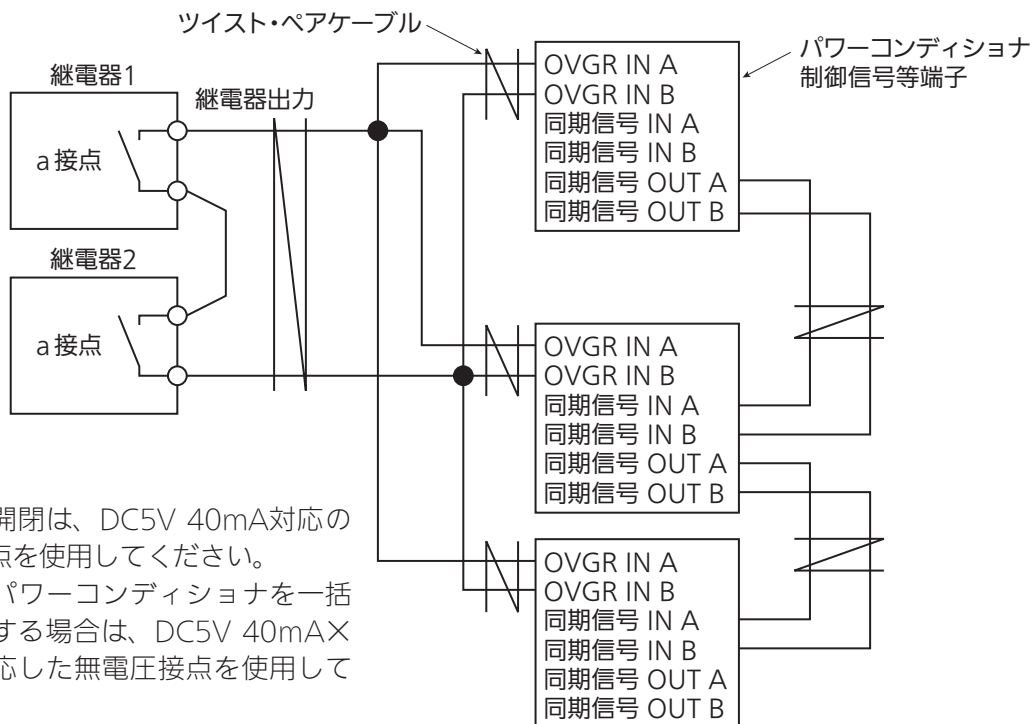 ツイスト・ペアケーブル
パワーコンディショナ
制御信号等端子
継電器1
継電器出力
a接点
継電器2
a接点
OVGR IN A
OVGR IN B
同期信号 IN A
同期信号 IN B
同期信号 OUT A
同期信号 OUT B
OVGR IN A
OVGR IN B
同期信号 IN A
同期信号 IN B
同期信号 OUT A
同期信号 OUT B
OVGR IN A
OVGR IN B
同期信号 IN A
同期信号 IN B
同期信号 OUT A
同期信号 OUT B
開閉は、DC5V 40mA対応の
点を使用してください。
パワーコンディショナを一括
する場合は、DC5V 40mA×
応した無電圧接点を使用して